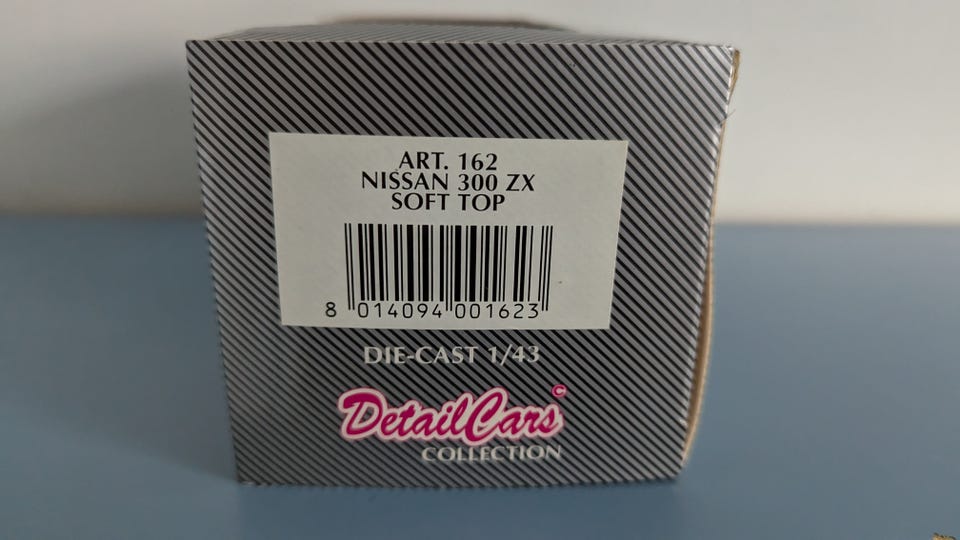 ART. 162
NISSAN 300 ZX
SOFT TOP
8 014094 001623
DIE-CAST 1/43
DetailCars ©
COLLECTION